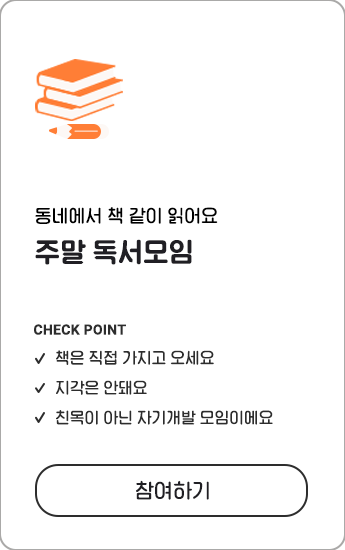 동네에서 책 같이 읽어요
주말 독서모임
CHECK POINT
책은 직접 가지고 오세요
지각은 안돼요
친목이 아닌 자기개발 모임이에요
참여하기